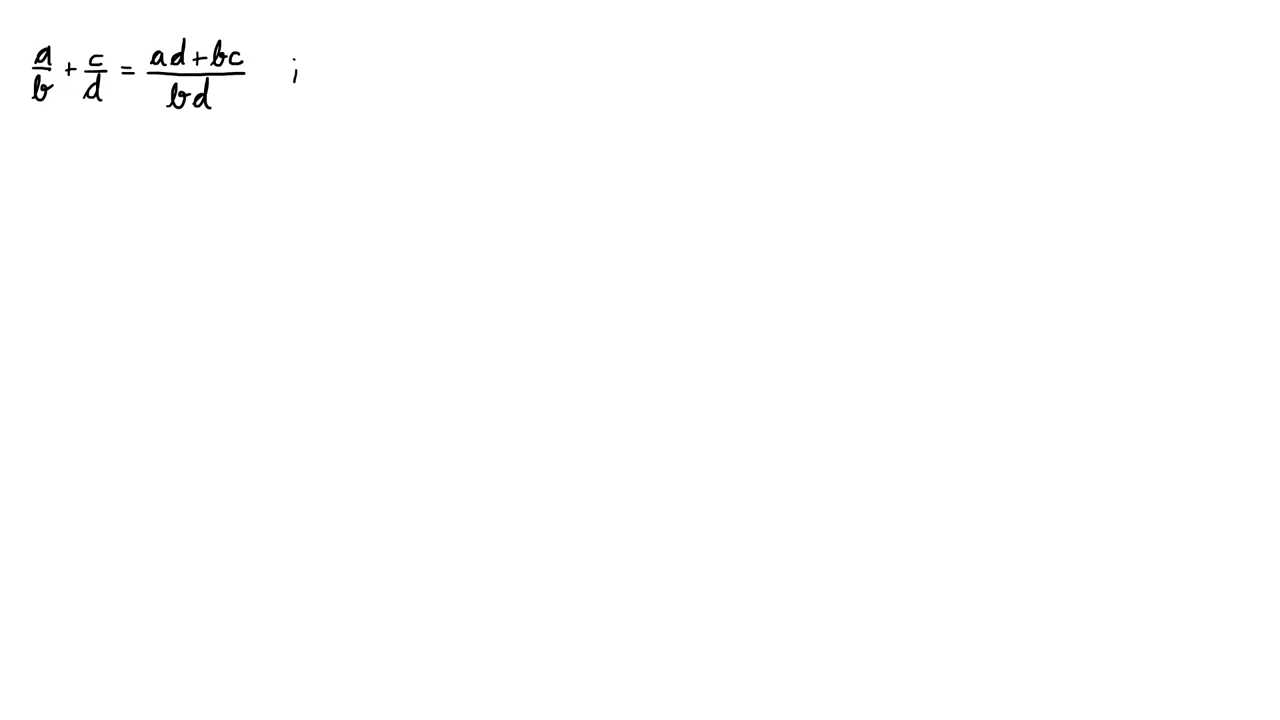 a/b + c/d = (ad+bc)/(bd) i